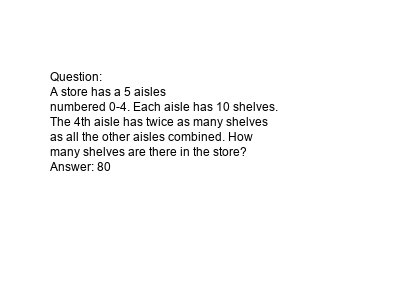 Question:
A store has a 5 aisles
numbered 0-4. Each aisle has 10 shelves.
The 4th aisle has twice as many shelves
as all the other aisles combined. How
many shelves are there in the store?
Answer: 80